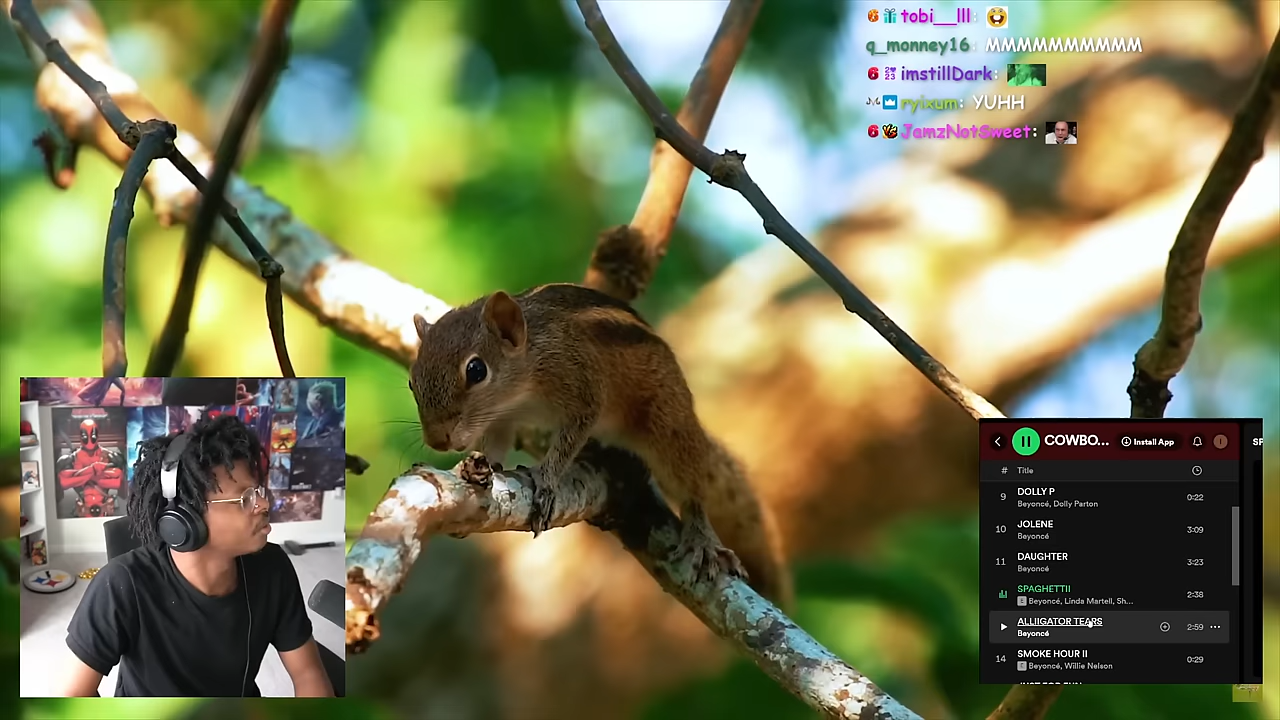 tobi__lll:
q_monney16: MMMMMMMMMM
imstillDark:
ryixum: YUHH
JamzNotSweet:
COWBO... Install App
# Title
9 DOLLY P 0:22
Beyoncé, Dolly Parton
10 JOLENE 3:09
Beyoncé
11 DAUGHTER 3:23
Beyoncé
SPAGHETTII 2:38
E Beyoncé, Linda Martell, Sh...
ALLIIGATOR TEARS 2:59 ...
Beyoncé
14 SMOKE HOUR II 0:29
E Beyoncé, Willie Nelson